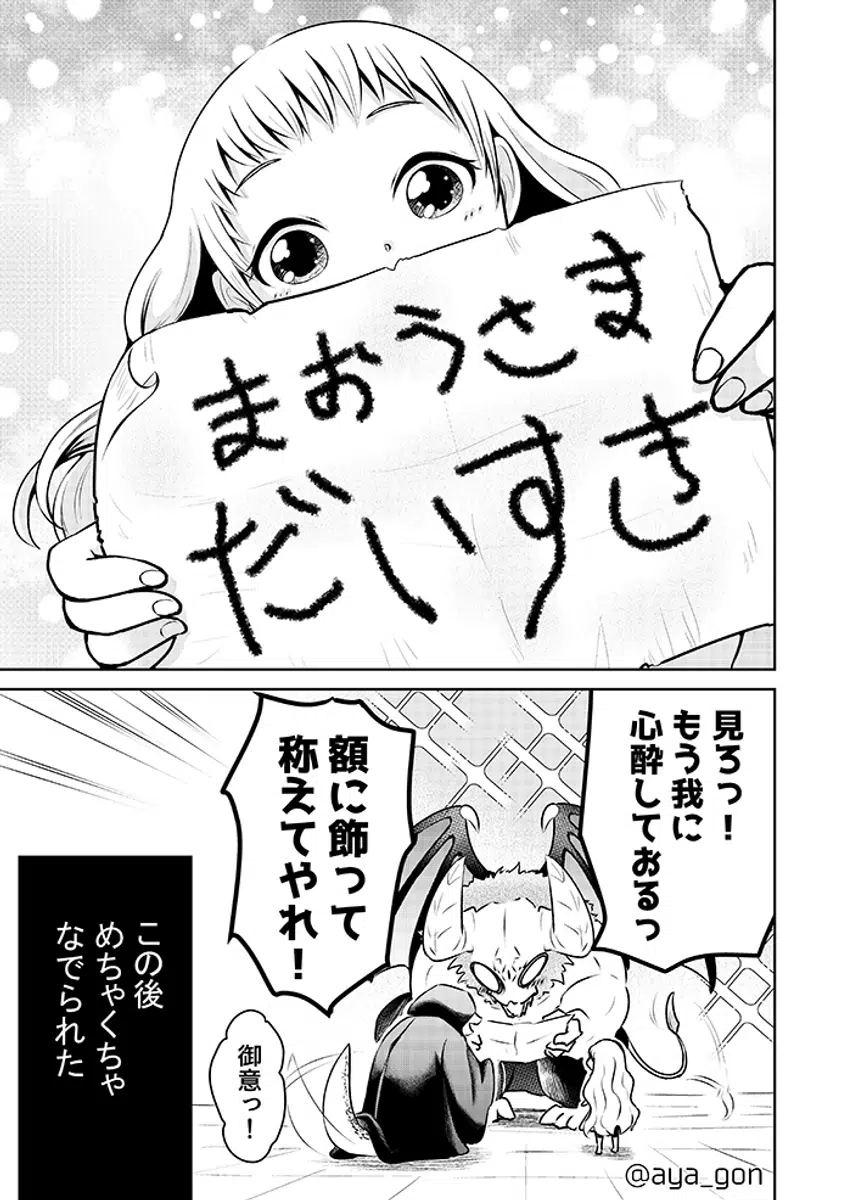 まおうさま
だいすき
見ろっ！
もう我に
心酔しておるっ
額に飾って
称えてやれ！
御意っ！
この後
めちゃくちゃ
なでられた
@aya_gon